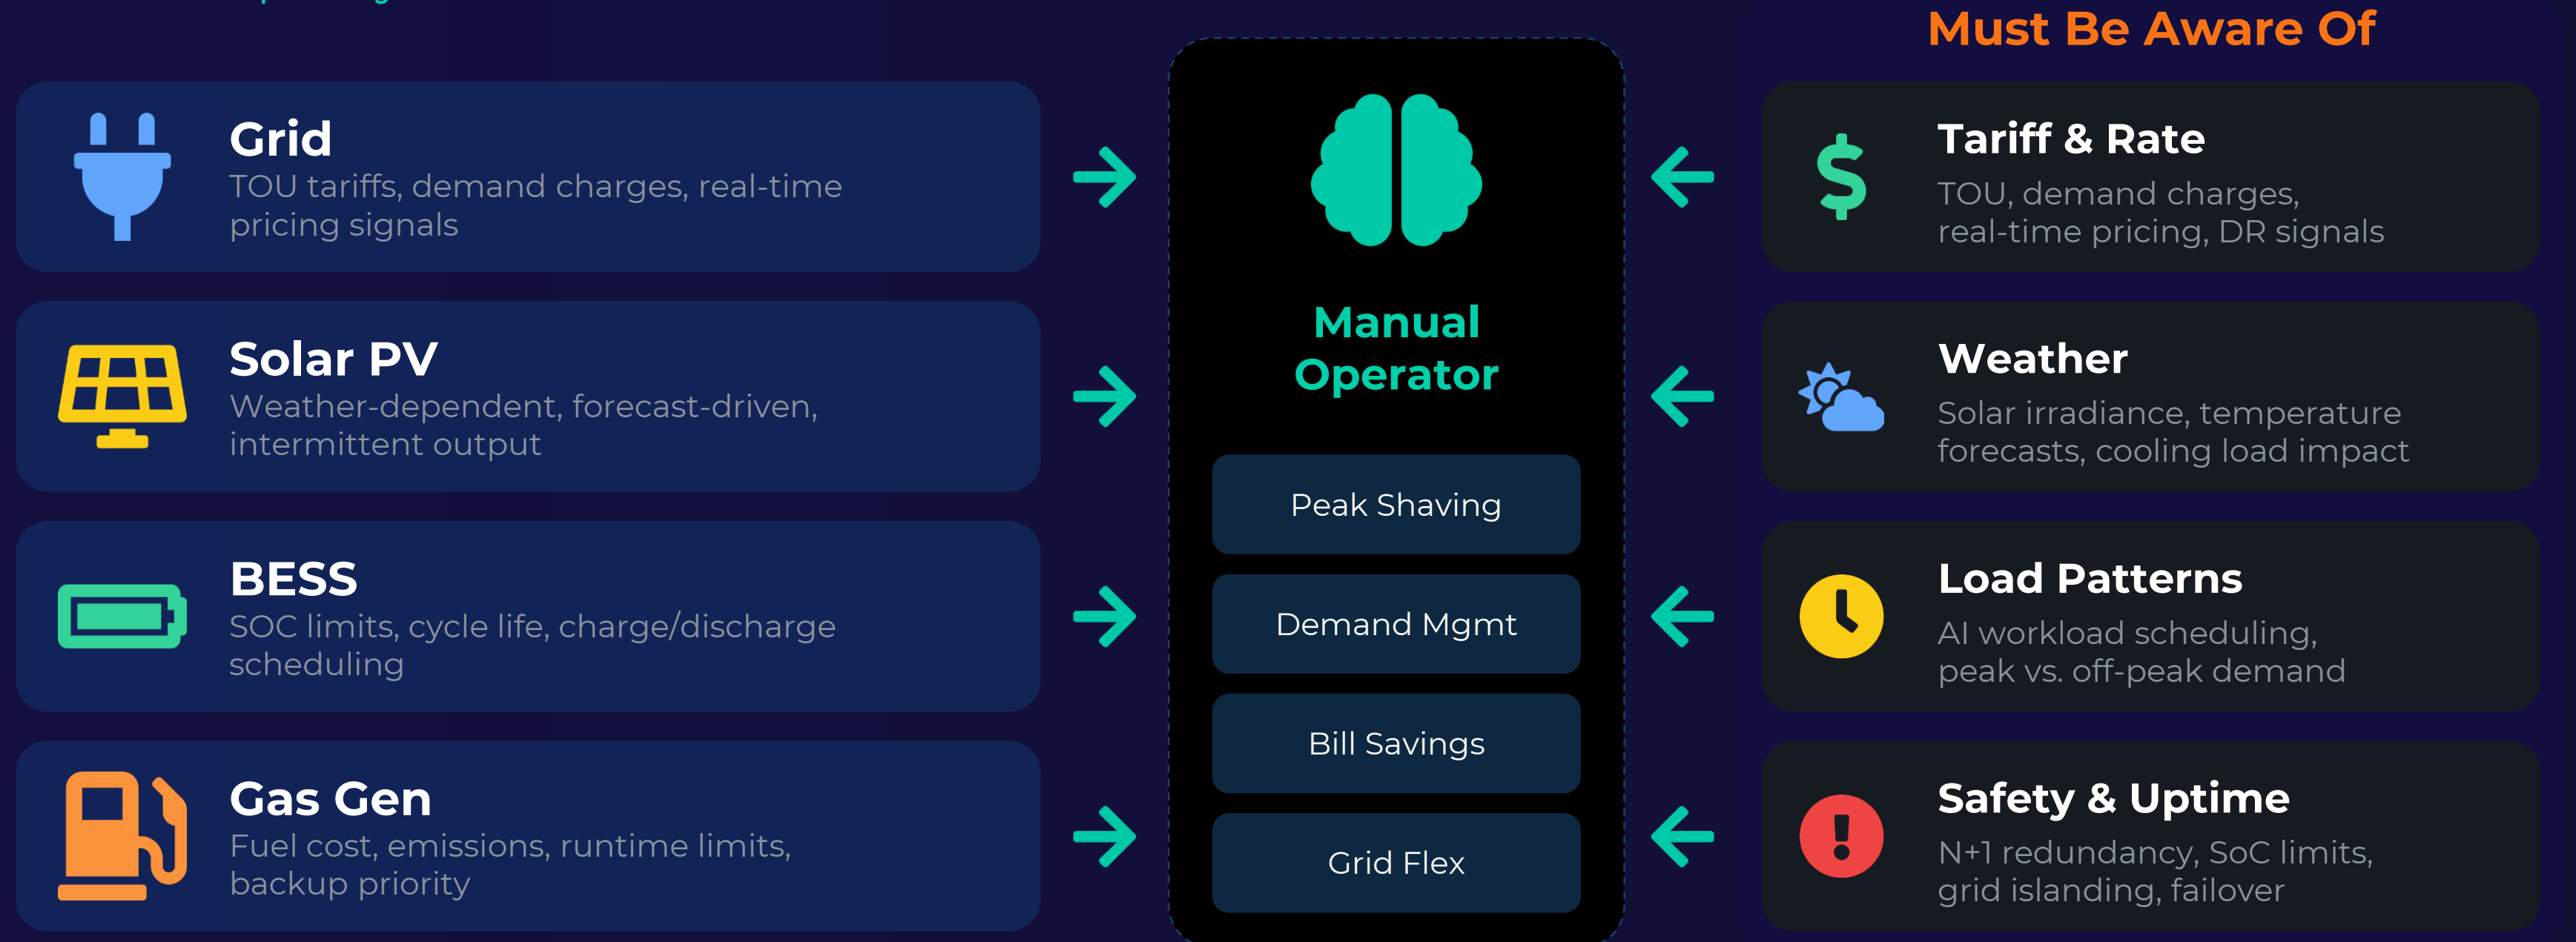 Must Be Aware Of
Grid
TOU tariffs, demand charges, real-time
pricing signals
Solar PV
Weather-dependent, forecast-driven,
intermittent output
BESS
SOC limits, cycle life, charge/discharge
scheduling
Gas Gen
Fuel cost, emissions, runtime limits,
backup priority
Manual
Operator
Peak Shaving
Demand Mgmt
Bill Savings
Grid Flex
Tariff & Rate
TOU, demand charges,
real-time pricing, DR signals
Weather
Solar irradiance, temperature
forecasts, cooling load impact
Load Patterns
AI workload scheduling,
peak vs. off-peak demand
Safety & Uptime
N+1 redundancy, SoC limits,
grid islanding, failover